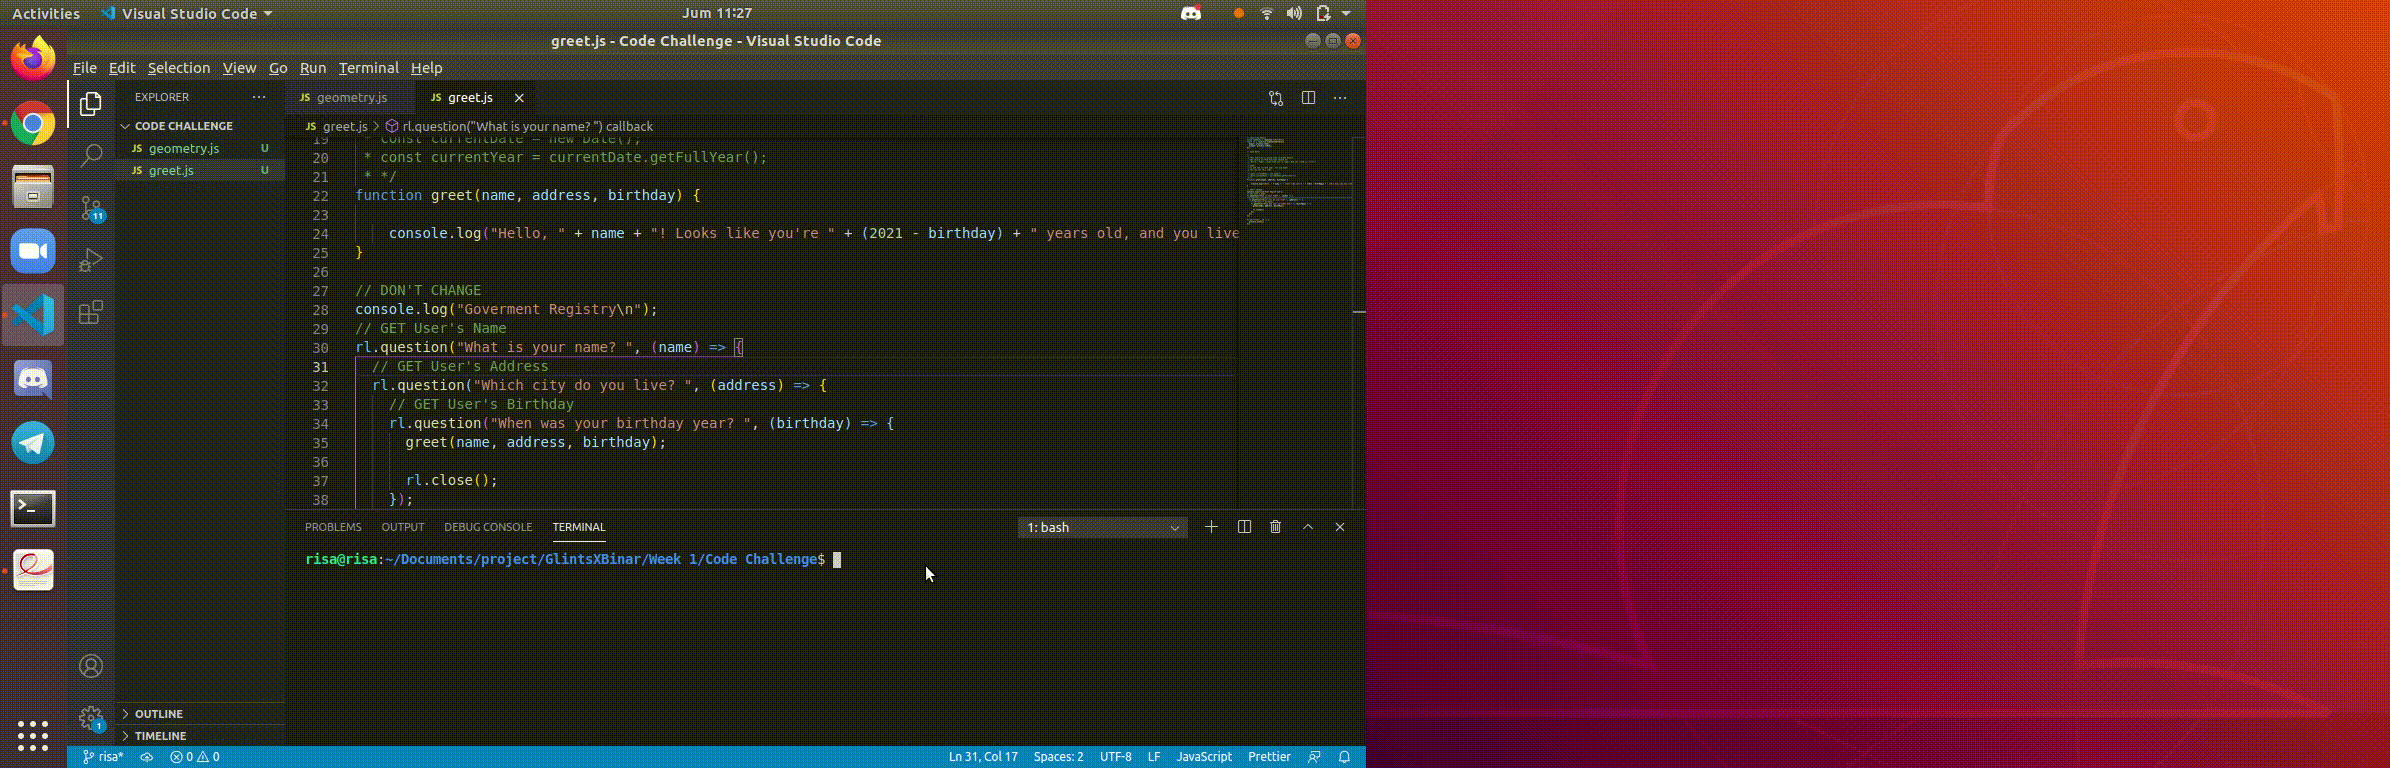 Activities Visual Studio Code Jum 11:27
greet.js - Code Challenge - Visual Studio Code
File Edit Selection View Go Run Terminal Help
EXPLORER
JS geometry.js JS greet.js
CODE CHALLENGE
JS geometry.js U
JS greet.js U
11
JS greet.js > rl.question("What is your name? ") callback
19 * const currentDate = new Date();
20 * const currentYear = currentDate.getFullYear();
21 * */
22 function greet(name, address, birthday) {
23
24 console.log("Hello, " + name + "! Looks like you're " + (2021 - birthday) + " years old, and you live
25 }
26
27 // DON'T CHANGE
28 console.log("Goverment Registry\n");
29 // GET User's Name
30 rl.question("What is your name? ", (name) => {
31 // GET User's Address
32 rl.question("Which city do you live? ", (address) => {
33 // GET User's Birthday
34 rl.question("When was your birthday year? ", (birthday) => {
35 greet(name, address, birthday);
36
37 rl.close();
38 });
PROBLEMS OUTPUT DEBUG CONSOLE TERMINAL 1: bash
risa@risa:~/Documents/project/GlintsXBinar/Week 1/Code Challenge$
OUTLINE
1
TIMELINE
risa* 0 0 Ln 31, Col 17 Spaces: 2 UTF-8 LF JavaScript Prettier